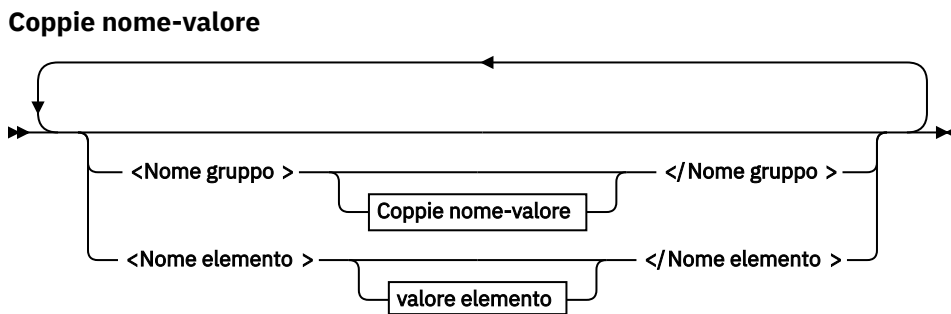 Coppie nome-valore
<Nome gruppo > </Nome gruppo >
Coppie nome-valore
<Nome elemento > </Nome elemento >
valore elemento